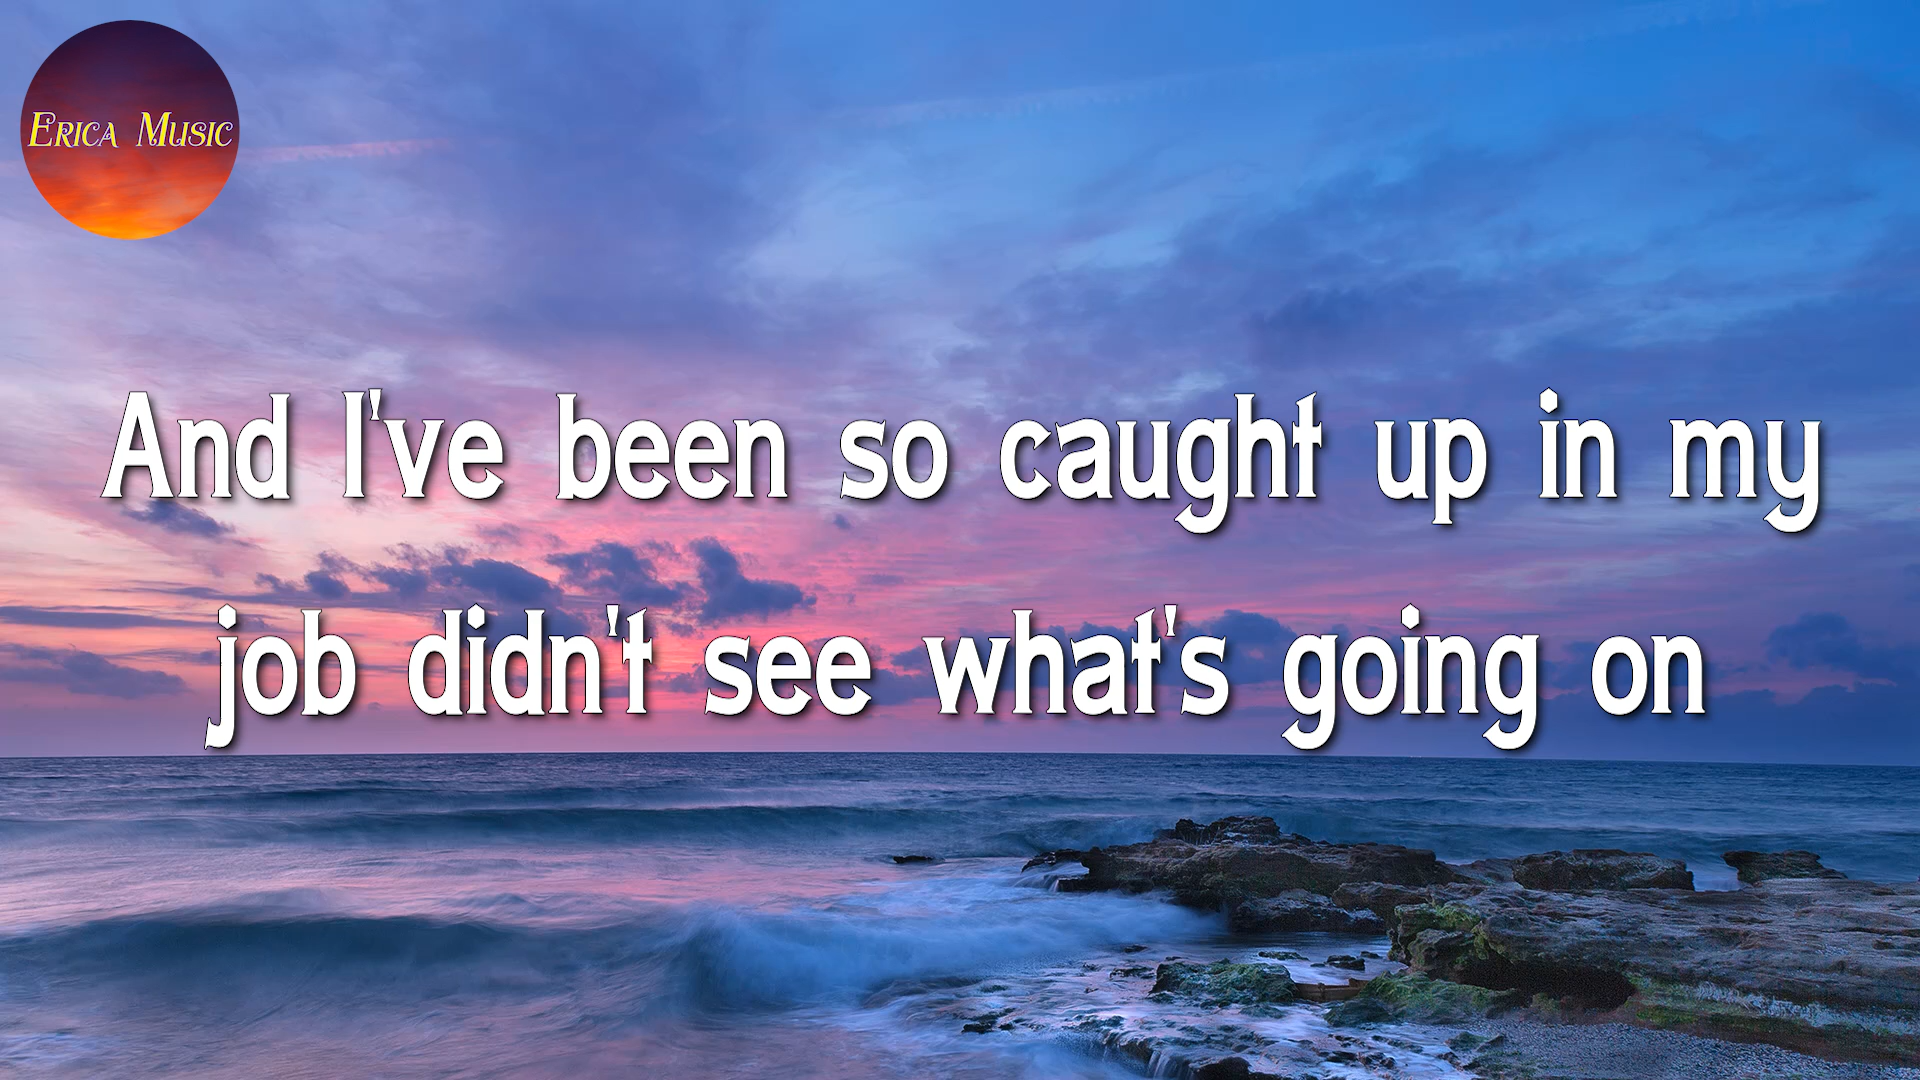 Erica Music
And I've been so caught up in my
job didn't see what's going on